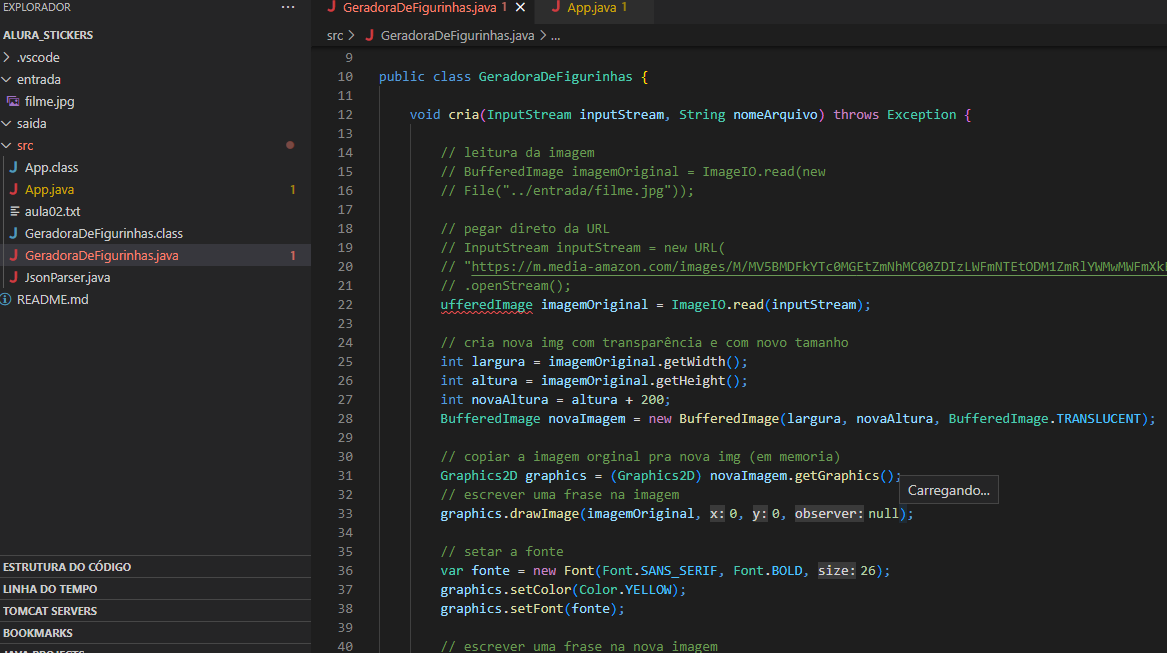 EXPLORADOR ...
ALURA_STICKERS
.vscode
entrada
filme.jpg
saida
src
App.class
App.java 1
aula02.txt
GeradoraDeFigurinhas.class
GeradoraDeFigurinhas.java 1
JsonParser.java
README.md
ESTRUTURA DO CÓDIGO
LINHA DO TEMPO
TOMCAT SERVERS
BOOKMARKS
JAVA PROJECTS
J GeradoraDeFigurinhas.java 1 ×
J App.java 1
src > J GeradoraDeFigurinhas.java > ...
9
10 public class GeradoraDeFigurinhas {
11
12 void cria(InputStream inputStream, String nomeArquivo) throws Exception {
13
14 // leitura da imagem
15 // BufferedImage imagemOriginal = ImageIO.read(new
16 // File("../entrada/filme.jpg"));
17
18 // pegar direto da URL
19 // InputStream inputStream = new URL(
20 // "https://m.media-amazon.com/images/M/MV5BMDFkYTc0MGEtZmNhMC00ZDIzLWFmNTEtODM1ZmRlYWMwMWFmXk
21 // .openStream();
22 ufferedImage imagemOriginal = ImageIO.read(inputStream);
23
24 // cria nova img com transparência e com novo tamanho
25 int largura = imagemOriginal.getWidth();
26 int altura = imagemOriginal.getHeight();
27 int novaAltura = altura + 200;
28 BufferedImage novaImagem = new BufferedImage(largura, novaAltura, BufferedImage.TRANSLUCENT);
29
30 // copiar a imagem orginal pra nova img (em memoria)
31 Graphics2D graphics = (Graphics2D) novaImagem.getGraphics();
Carregando...
32 // escrever uma frase na imagem
33 graphics.drawImage(imagemOriginal, x: 0, y: 0, observer: null);
34
35 // setar a fonte
36 var fonte = new Font(Font.SANS_SERIF, Font.BOLD, size: 26);
37 graphics.setColor(Color.YELLOW);
38 graphics.setFont(fonte);
39
40 // escrever uma frase na nova imagem